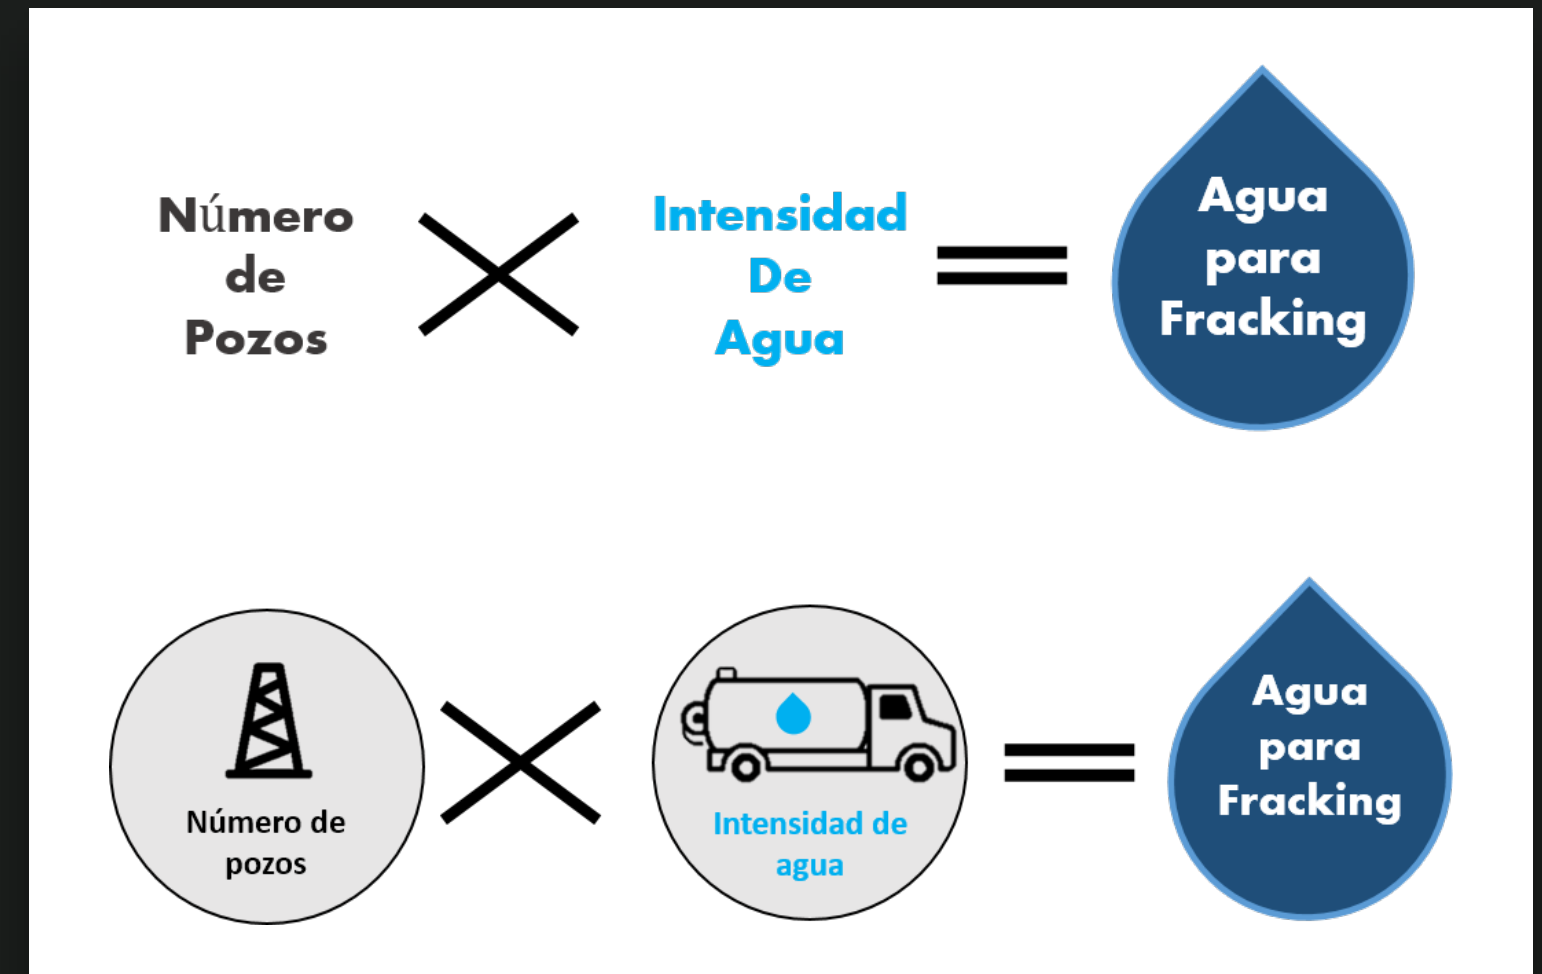 Número
de
Pozos
Intensidad
De
Agua
Agua
para
Fracking
Número de
pozos
Intensidad de
agua
Agua
para
Fracking